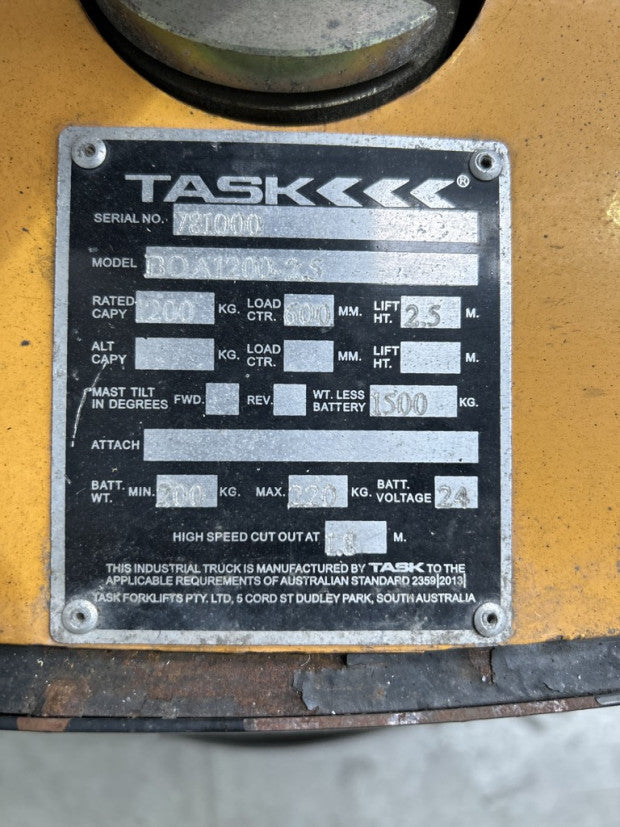 TASK ®
SERIAL NO. 721000
MODEL BOA1200-2.5
RATED CAPY 1200 KG. LOAD CTR. 600 MM. LIFT HT. 2.5 M.
ALT CAPY KG. LOAD CTR. MM. LIFT HT. M.
MAST TILT IN DEGREES FWD. REV. WT. LESS BATTERY 1500 KG.
ATTACH
BATT. WT. MIN. 200 KG. MAX. 220 KG. BATT. VOLTAGE 24
HIGH SPEED CUT OUT AT 1.8 M.
THIS INDUSTRIAL TRUCK IS MANUFACTURED BY TASK TO THE
APPLICABLE REQUREMENTS OF AUSTRALIAN STANDARD 2359|2013|
TASK FORKLIFTS PTY. LTD, 5 CORD ST DUDLEY PARK, SOUTH AUSTRALIA